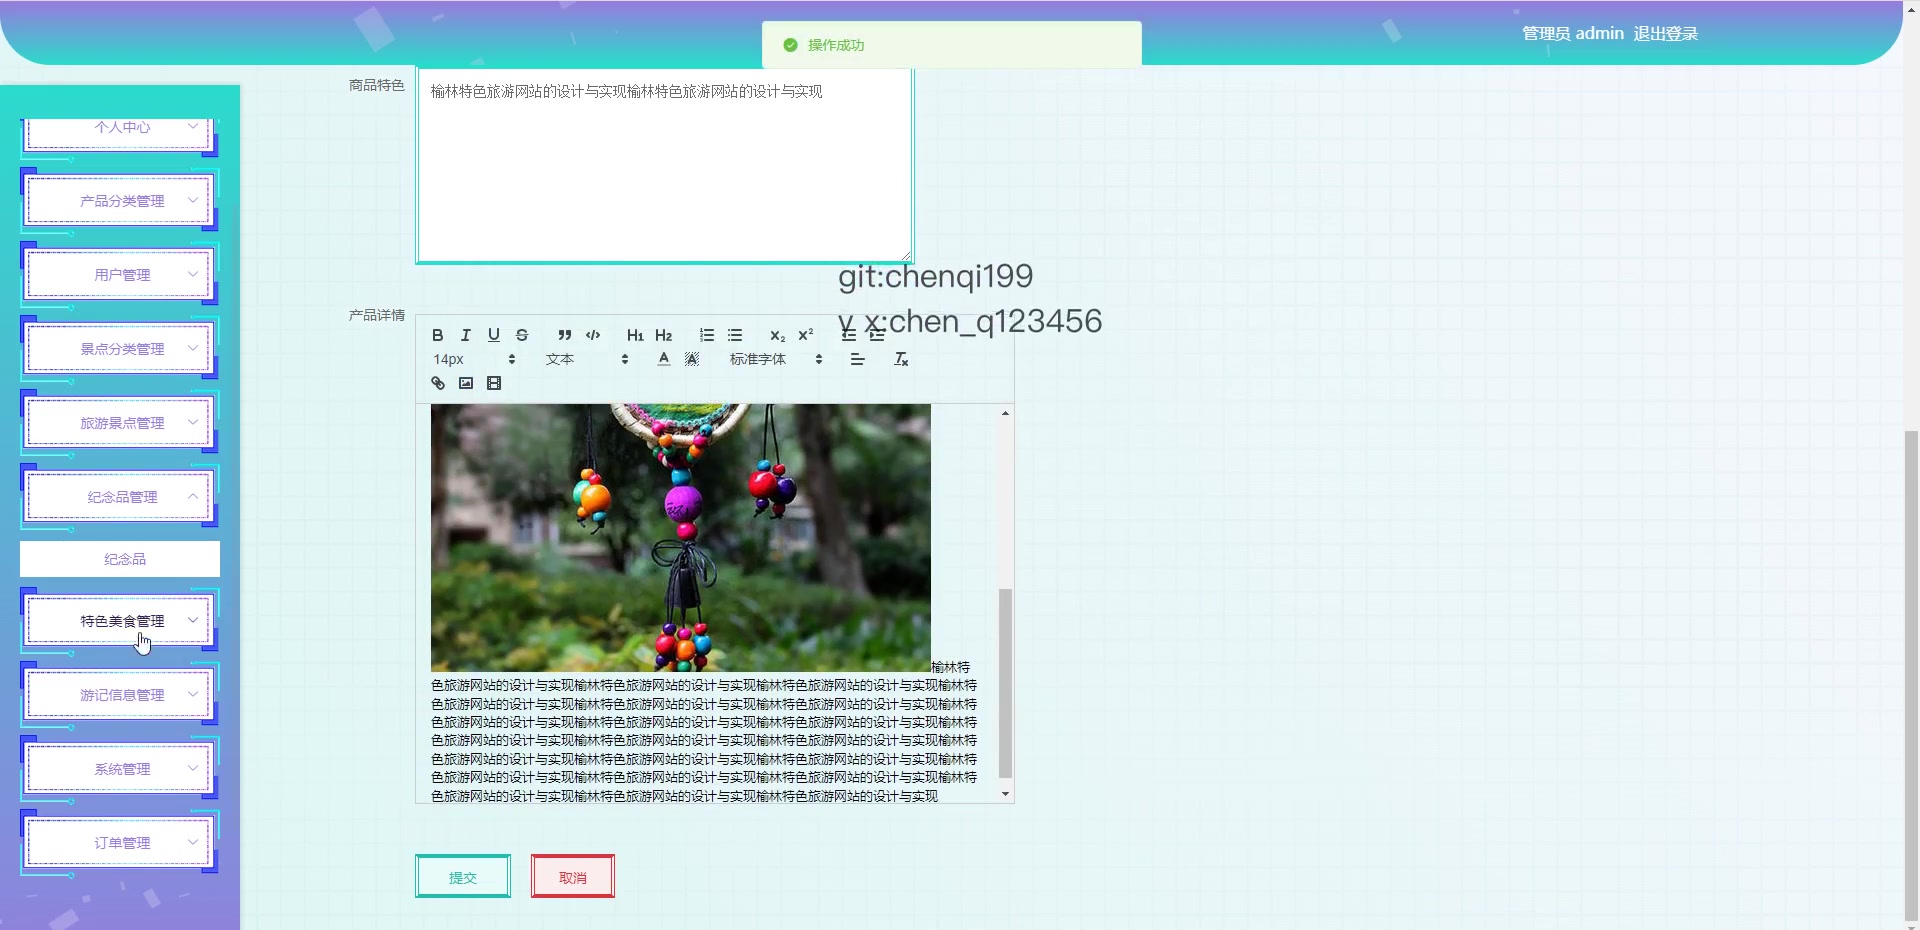 操作成功
管理员 admin 退出登录
商品特色
榆林特色旅游网站的设计与实现榆林特色旅游网站的设计与实现
个人中心
产品分类管理
用户管理
景点分类管理
旅游景点管理
纪念品管理
纪念品
特色美食管理
游记信息管理
系统管理
订单管理
git:chenqi199
v x:chen_q123456
产品详情
B I U S H1 H2 X2 X2
14px 文本 A A 标准字体 Tx
榆林特
色旅游网站的设计与实现榆林特色旅游网站的设计与实现榆林特色旅游网站的设计与实现榆林特
色旅游网站的设计与实现榆林特色旅游网站的设计与实现榆林特色旅游网站的设计与实现榆林特
色旅游网站的设计与实现榆林特色旅游网站的设计与实现榆林特色旅游网站的设计与实现榆林特
色旅游网站的设计与实现榆林特色旅游网站的设计与实现榆林特色旅游网站的设计与实现榆林特
色旅游网站的设计与实现榆林特色旅游网站的设计与实现榆林特色旅游网站的设计与实现榆林特
色旅游网站的设计与实现榆林特色旅游网站的设计与实现榆林特色旅游网站的设计与实现榆林特
色旅游网站的设计与实现榆林特色旅游网站的设计与实现榆林特色旅游网站的设计与实现
提交
取消